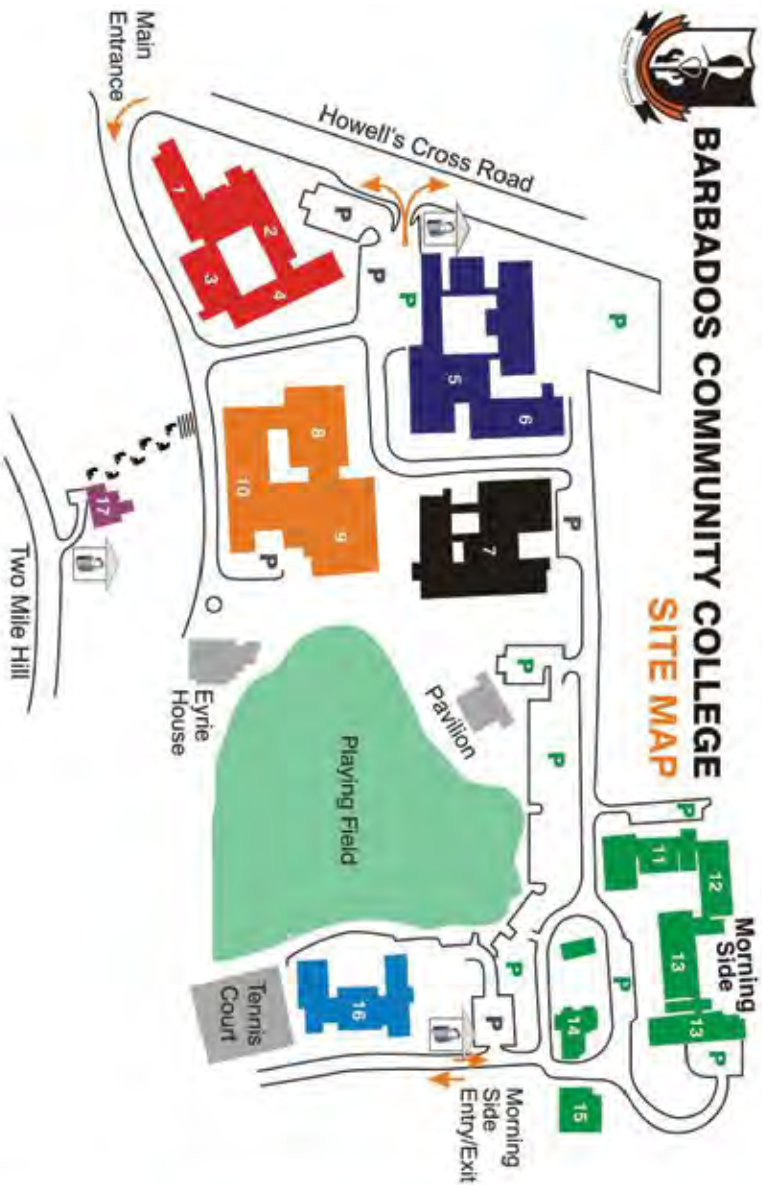 BARBADOS COMMUNITY COLLEGE
SITE MAP
Howell's Cross Road
Main
Entrance
P
P
P
P
1
2
3
4
5
6
7
P
8
9
10
P
17
Two Mile Hill
Eyrie
House
Pavilion
Playing Field
P
P
P
11
12
Morning
Side
13
13
P
P
14
15
P
P
16
Tennis
Court
Morning
Side
Entry/Exit